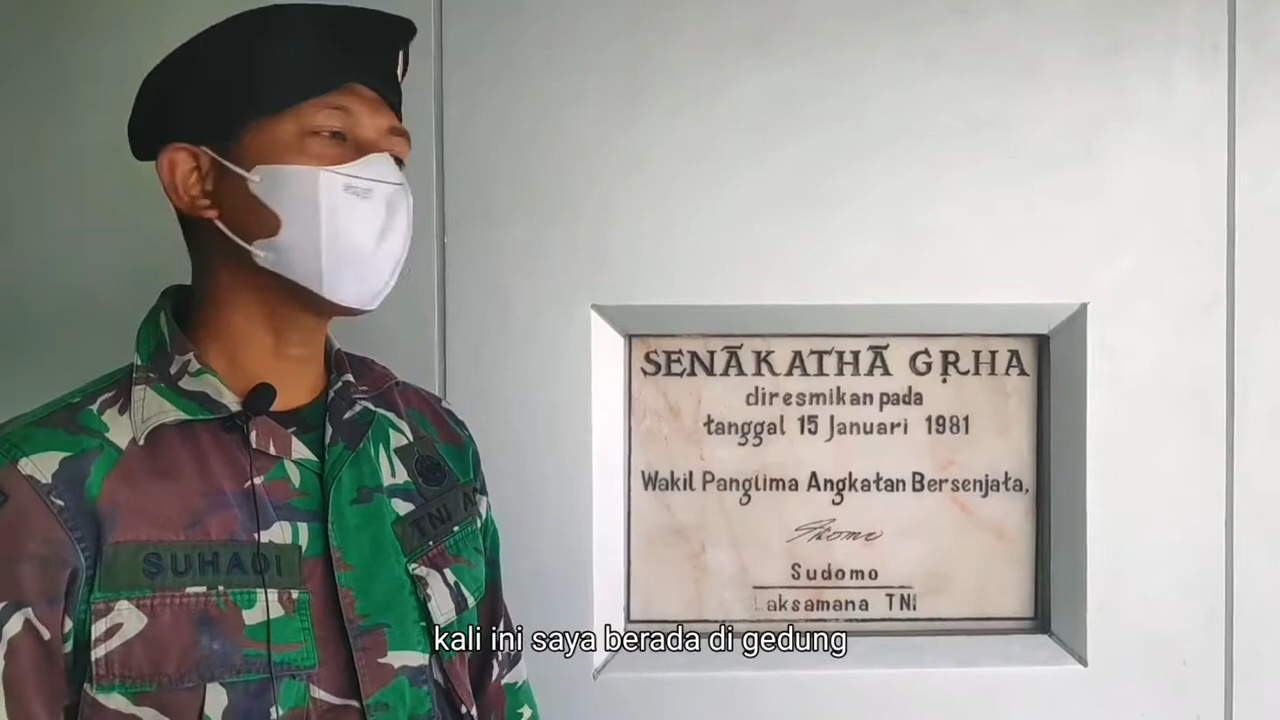 SENĀKATHĀ GṚHA
diresmikan pada
tanggal 15 Januari 1981
Wakil Panglima Angkatan Bersenjata,
Sudomo
Laksamana TNI
SUHADI
TNI A
kali ini saya berada di gedung